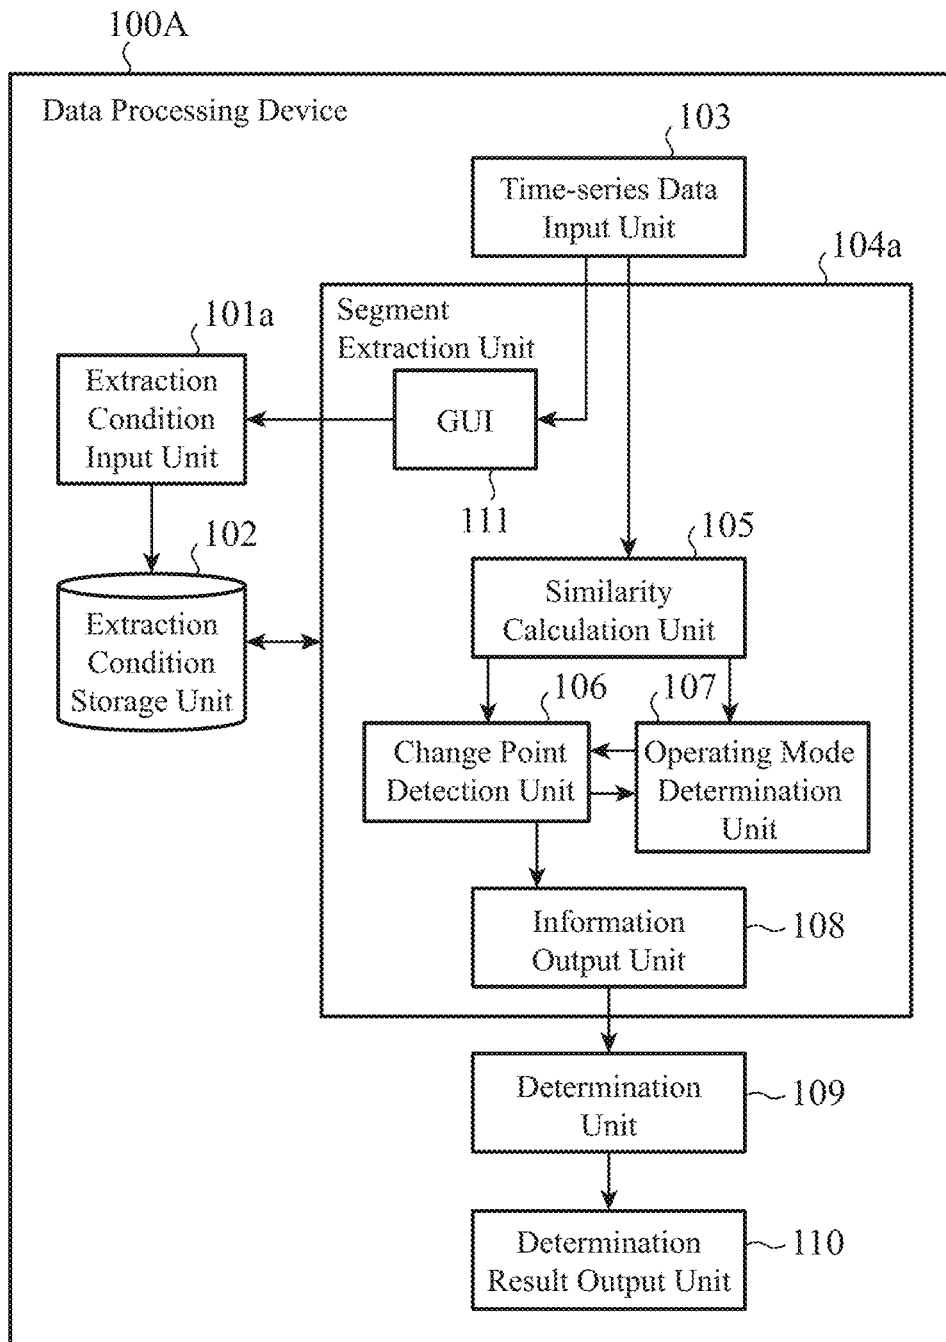 100A
Data Processing Device
103
Time-series Data
Input Unit
104a
Segment
Extraction Unit
101a
Extraction
Condition
Input Unit
GUI
111
102
Extraction
Condition
Storage Unit
105
Similarity
Calculation Unit
106
Change Point
Detection Unit
107
Operating Mode
Determination
Unit
Information
Output Unit
108
Determination
Unit
109
Determination
Result Output Unit
110